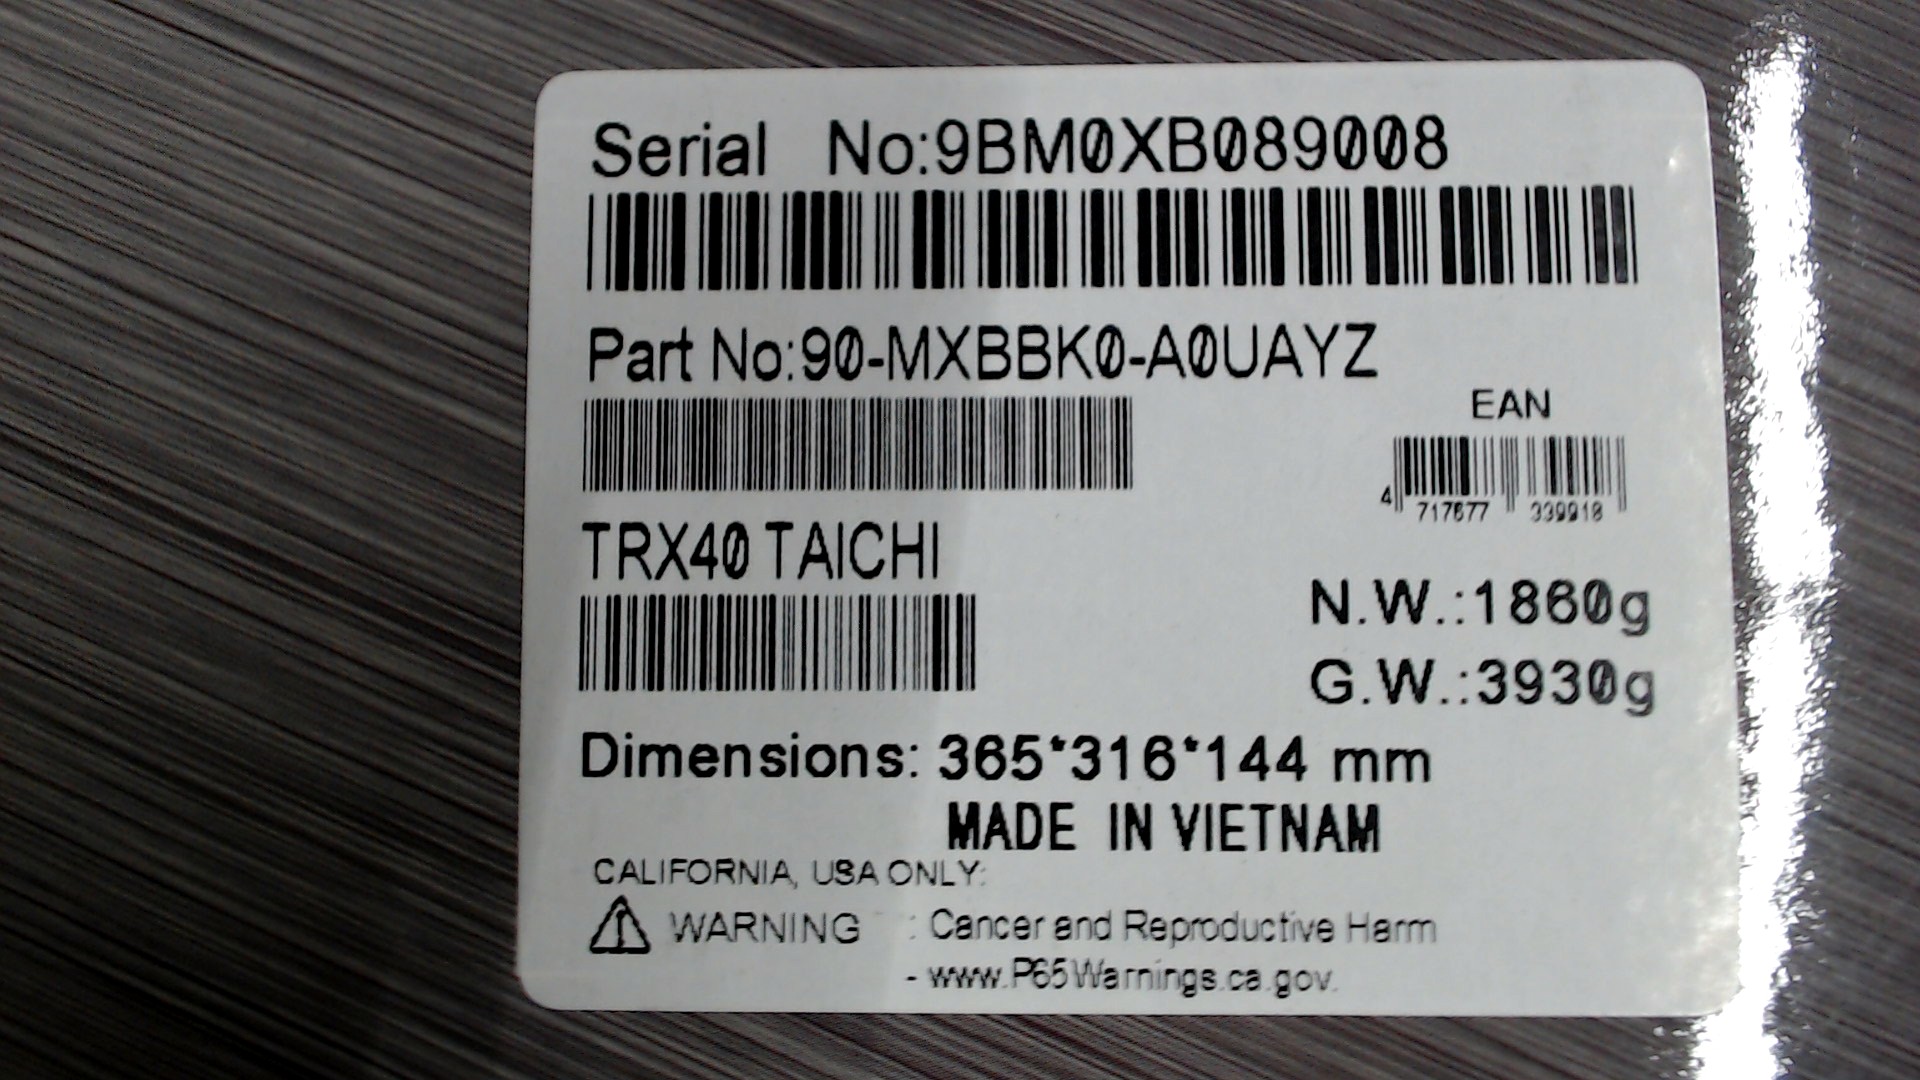 Serial No:9BM0XB089008
Part No:90-MXBBK0-A0UAYZ
EAN
4 717677 339918
TRX40 TAICHI
N.W.:1860g
G.W.:3930g
Dimensions: 365*316*144 mm
MADE IN VIETNAM
CALIFORNIA, USA ONLY:
WARNING : Cancer and Reproductive Harm
- www.P65Warnings.ca.gov.